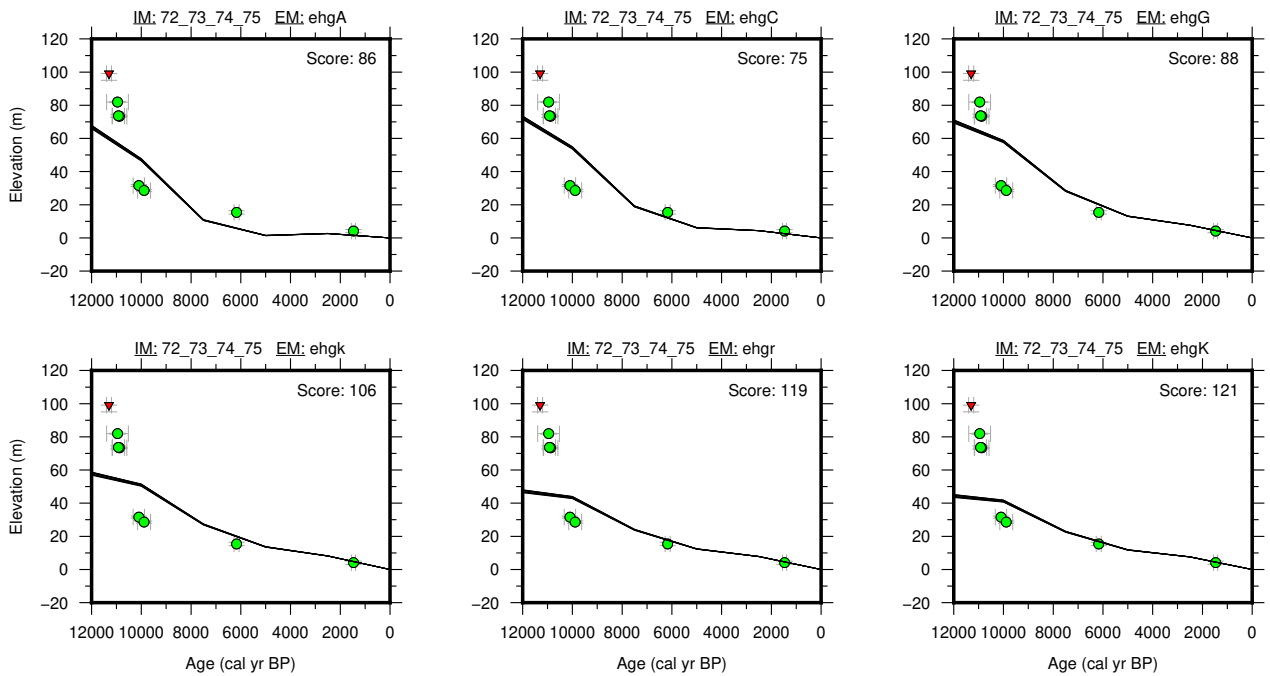 IM: 72_73_74_75 EM: ehgA
IM: 72_73_74_75 EM: ehgC
IM: 72_73_74_75 EM: ehgG
Score: 86
Score: 75
Score: 88
Elevation (m)
120
100
80
60
40
20
0
−20
120
100
80
60
40
20
0
−20
120
100
80
60
40
20
0
−20
12000 10000 8000 6000 4000 2000 0
12000 10000 8000 6000 4000 2000 0
12000 10000 8000 6000 4000 2000 0
IM: 72_73_74_75 EM: ehgk
IM: 72_73_74_75 EM: ehgr
IM: 72_73_74_75 EM: ehgK
Score: 106
Score: 119
Score: 121
Elevation (m)
120
100
80
60
40
20
0
−20
120
100
80
60
40
20
0
−20
120
100
80
60
40
20
0
−20
12000 10000 8000 6000 4000 2000 0
12000 10000 8000 6000 4000 2000 0
12000 10000 8000 6000 4000 2000 0
Age (cal yr BP)
Age (cal yr BP)
Age (cal yr BP)